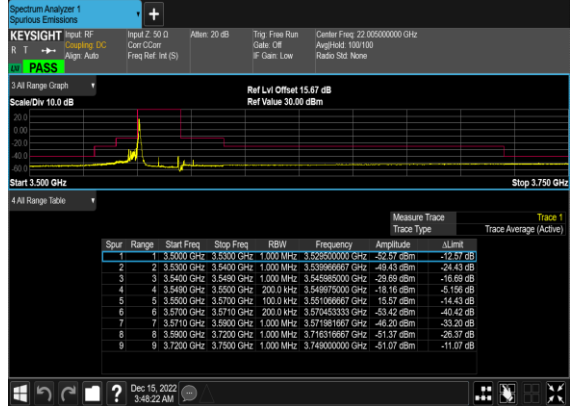 Spectrum Analyzer 1
Spurious Emissions
KEYSIGHT Input: RF Input Z: 50 Ω Atten: 20 dB Trig: Free Run Center Freq: 22.005000000 GHz
R T Coupling: DC Corr CCorr Gate: Off Avg|Hold: 100/100
Align: Auto Freq Ref: Int (S) IF Gain: Low Radio Std: None
LW PASS
3 All Range Graph
Ref Lvl Offset 15.67 dB
Scale/Div 10.0 dB Ref Value 30.00 dBm
20.0
0.00
-20.0
-40.0
-60.0
Start 3.500 GHz Stop 3.750 GHz
4 All Range Table
Measure Trace Trace 1
Trace Type Trace Average (Active)
Spur Range Start Freq Stop Freq RBW Frequency Amplitude ΔLimit
1 1 3.5000 GHz 3.5300 GHz 1.000 MHz 3.529500000 GHz -52.57 dBm -12.57 dB
2 2 3.5300 GHz 3.5400 GHz 1.000 MHz 3.539966667 GHz -49.43 dBm -24.43 dB
3 3 3.5400 GHz 3.5490 GHz 1.000 MHz 3.545985000 GHz -29.69 dBm -16.69 dB
4 4 3.5490 GHz 3.5500 GHz 200.0 kHz 3.549975000 GHz -18.16 dBm -5.156 dB
5 5 3.5500 GHz 3.5700 GHz 100.0 kHz 3.551066667 GHz 15.57 dBm -14.43 dB
6 6 3.5700 GHz 3.5710 GHz 200.0 kHz 3.570453333 GHz -53.42 dBm -40.42 dB
7 7 3.5710 GHz 3.5900 GHz 1.000 MHz 3.571981667 GHz -46.20 dBm -33.20 dB
8 8 3.5900 GHz 3.7200 GHz 1.000 MHz 3.716316667 GHz -51.37 dBm -26.37 dB
9 9 3.7200 GHz 3.7500 GHz 1.000 MHz 3.749000000 GHz -51.07 dBm -11.07 dB
Dec 15, 2022
3:48:22 AM